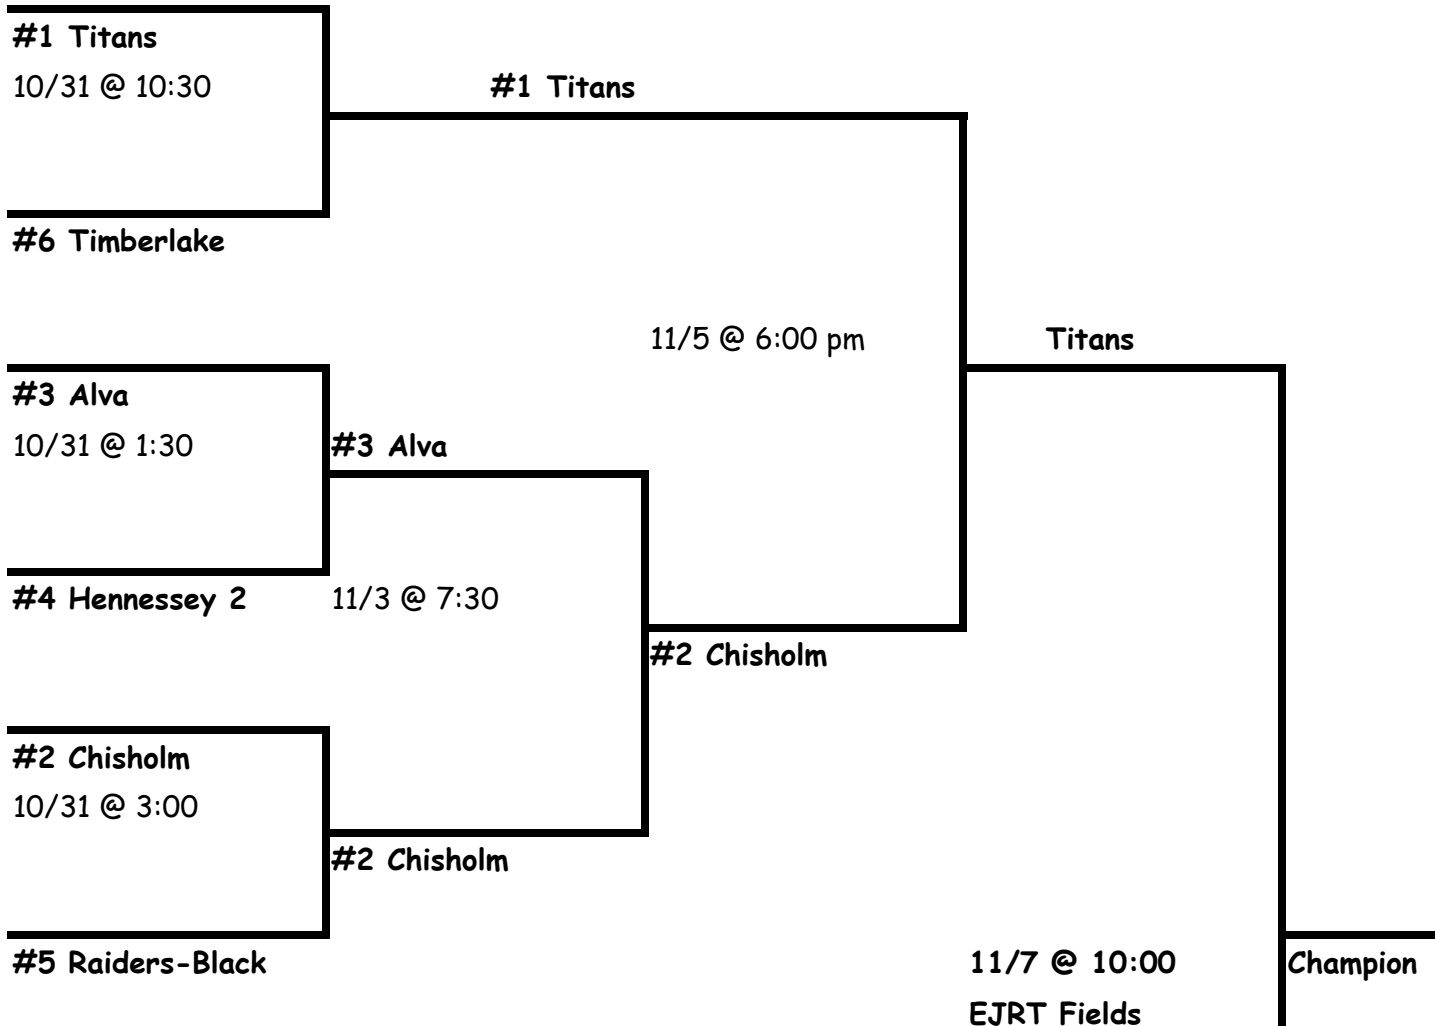 #1 Titans
10/31 @ 10:30
#1 Titans
#6 Timberlake
11/5 @ 6:00 pm
Titans
#3 Alva
10/31 @ 1:30
#3 Alva
#4 Hennessey 2
11/3 @ 7:30
#2 Chisholm
#2 Chisholm
10/31 @ 3:00
#2 Chisholm
#5 Raiders-Black
11/7 @ 10:00
Champion
EJRT Fields